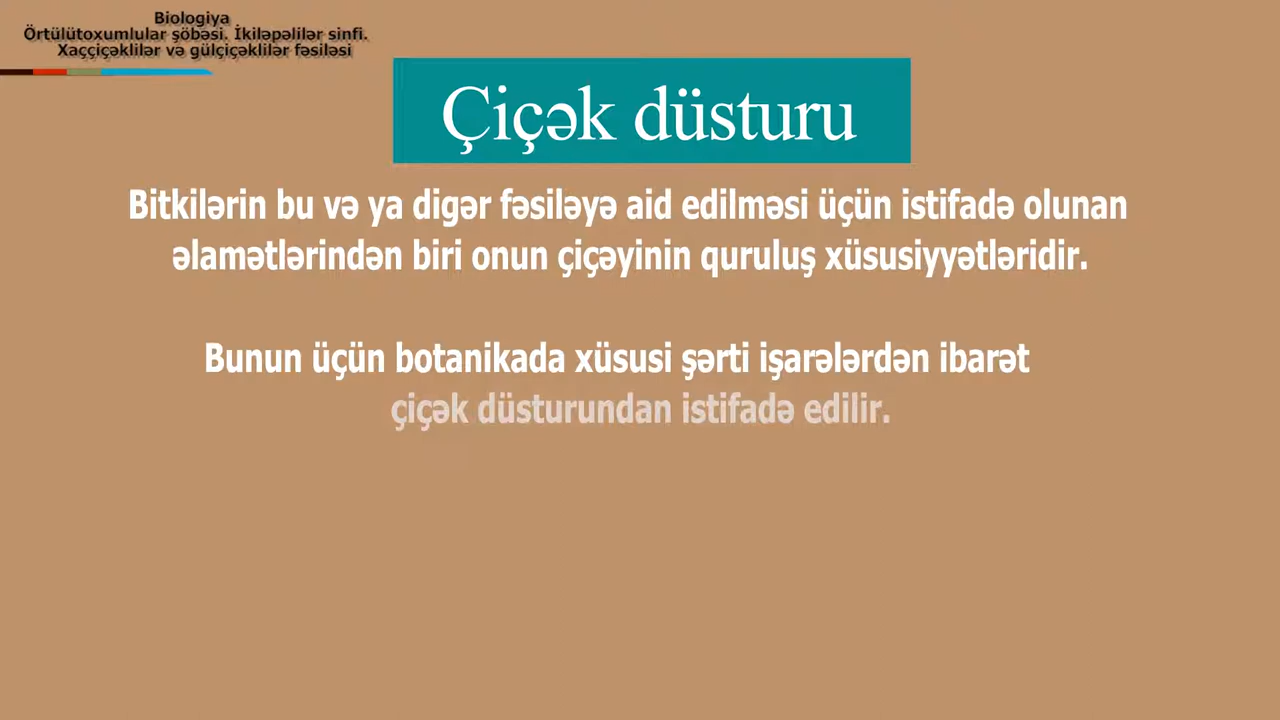 Biologiya
Örtülütoxumlular şöbəsi. İkiləpəlilər sinfi.
Xaççiçəklilər və gülçiçəklilər fəsiləsi
Çiçək düsturu
Bitkilərin bu və ya digər fəsiləyə aid edilməsi üçün istifadə olunan
əlamətlərindən biri onun çiçəyinin quruluş xüsusiyyətləridir.
Bunun üçün botanikada xüsusi şərti işarələrdən ibarət
çiçək düsturundan istifadə edilir.